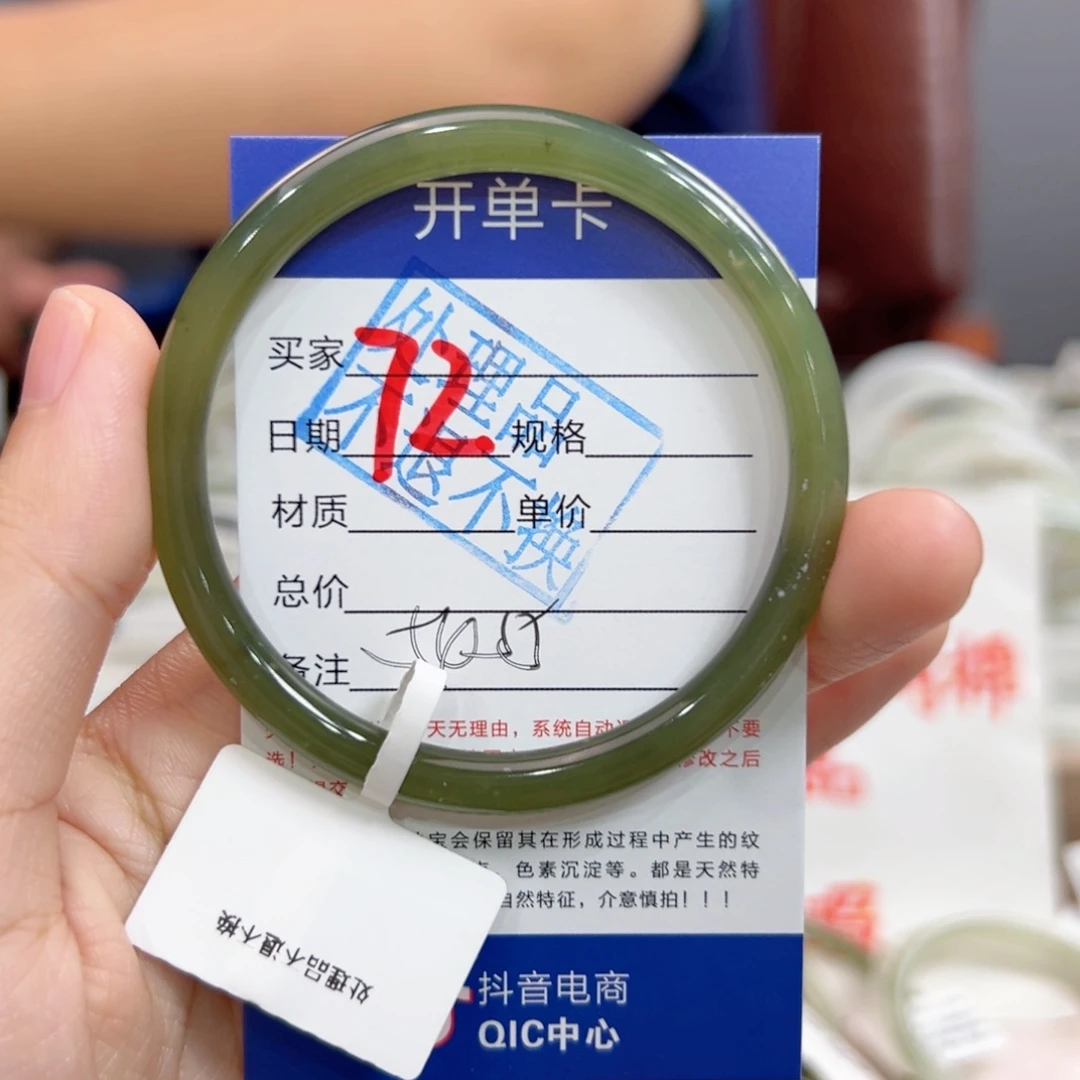 开单卡
处理品
不退不换
72
买家
日期 规格
材质 单价
总价
备注
天无理由，系统自动 不要
选！ 修改之后
宝会保留其在形成过程中产生的纹
色素沉淀等。都是天然特
自然特征，介意慎拍！！！
处理品不退不换
抖音电商
QIC中心